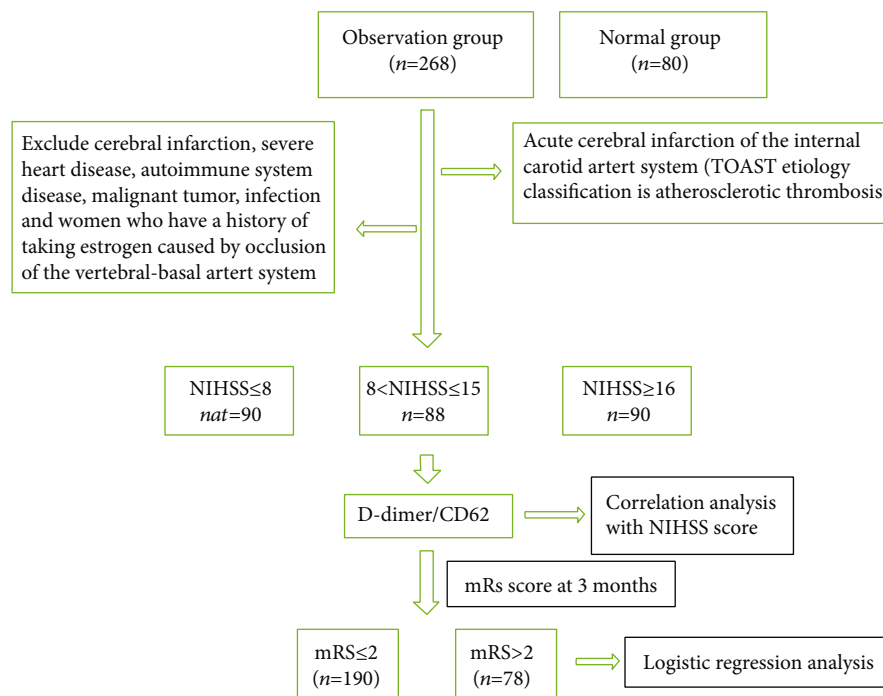 Observation group
(n=268)
Normal group
(n=80)
Exclude cerebral infarction, severe
heart disease, autoimmune system
disease, malignant tumor, infection
and women who have a history of
taking estrogen caused by occlusion
of the vertebral-basal artert system
Acute cerebral infarction of the internal
carotid artert system (TOAST etiology
classification is atherosclerotic thrombosis
NIHSS≤8
nat=90
8<NIHSS≤15
n=88
NIHSS≥16
n=90
D-dimer/CD62
Correlation analysis
with NIHSS score
mRs score at 3 months
mRS≤2
(n=190)
mRS>2
(n=78)
Logistic regression analysis